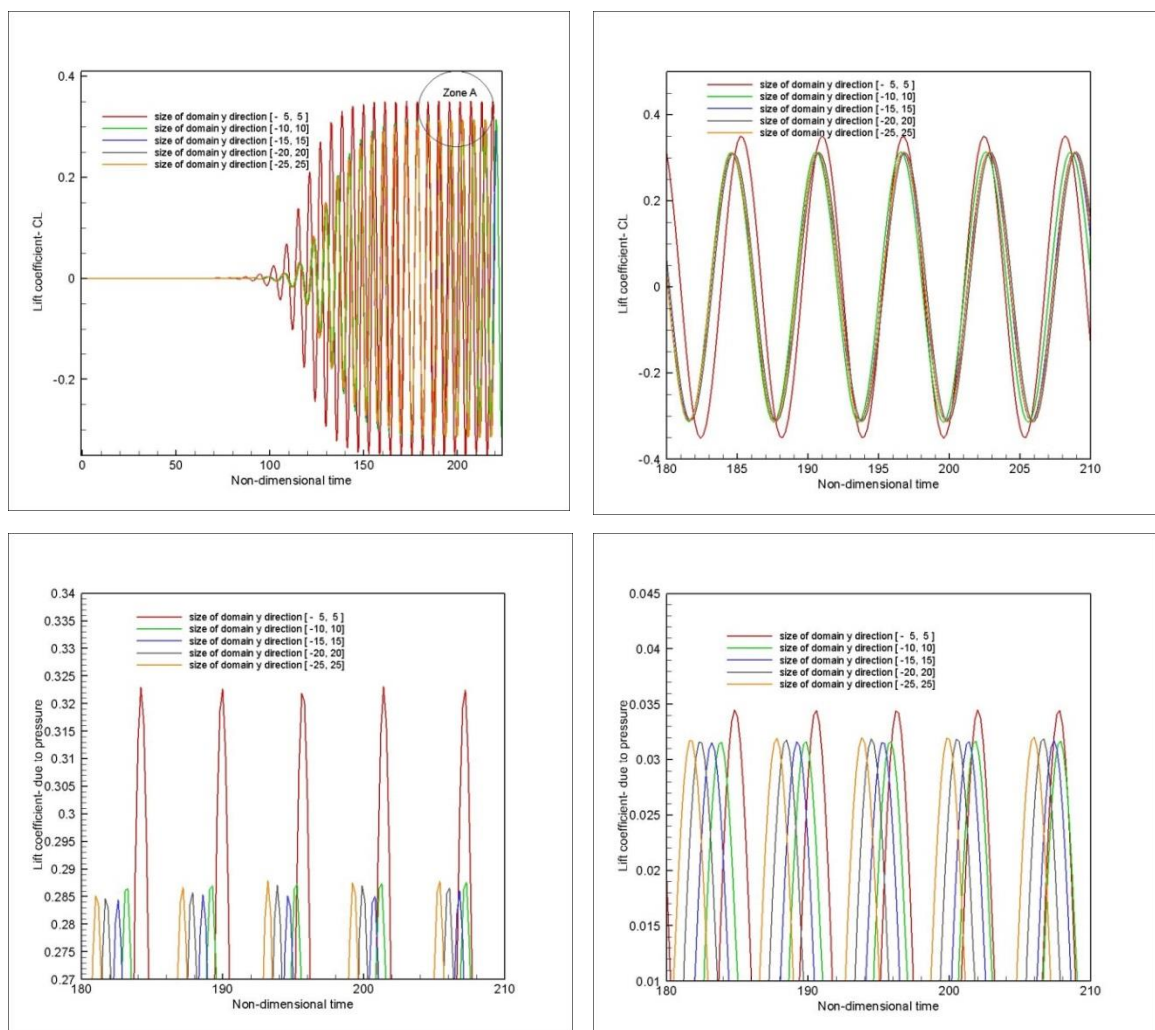 0.4
0.2
0
-0.2
Lift coefficient- CL
Zone A
size of domain y direction [ - 5, 5 ]
size of domain y direction [ -10, 10]
size of domain y direction [ -15, 15]
size of domain y direction [ -20, 20]
size of domain y direction [ -25, 25]
0 50 100 150 200
Non-dimensional time
0.4
0.2
0
-0.2
-0.4
Lift coefficient- CL
size of domain y direction [ - 5, 5 ]
size of domain y direction [ -10, 10]
size of domain y direction [ -15, 15]
size of domain y direction [ -20, 20]
size of domain y direction [ -25, 25]
180 185 190 195 200 205 210
Non-dimensional time
0.34
0.335
0.33
0.325
0.32
0.315
0.31
0.305
0.3
0.295
0.29
0.285
0.28
0.275
0.27
Lift coefficient- due to pressure
size of domain y direction [ - 5, 5 ]
size of domain y direction [ -10, 10]
size of domain y direction [ -15, 15]
size of domain y direction [ -20, 20]
size of domain y direction [ -25, 25]
180 190 200 210
Non-dimensional time
0.045
0.04
0.035
0.03
0.025
0.02
0.015
0.01
Lift coefficient- due to pressure
size of domain y direction [ - 5, 5 ]
size of domain y direction [ -10, 10]
size of domain y direction [ -15, 15]
size of domain y direction [ -20, 20]
size of domain y direction [ -25, 25]
180 190 200 210
Non-dimensional time